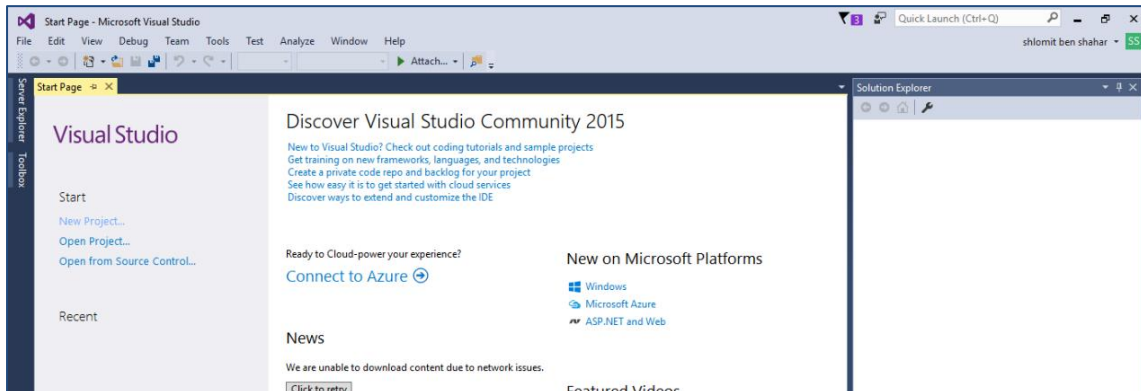 Start Page - Microsoft Visual Studio
3
Quick Launch (Ctrl+Q)
File Edit View Debug Team Tools Test Analyze Window Help
shlomit ben shahar
SS
Attach...
Server Explorer
Toolbox
Start Page
Solution Explorer
Visual Studio
Start
New Project...
Open Project...
Open from Source Control...
Recent
Discover Visual Studio Community 2015
New to Visual Studio? Check out coding tutorials and sample projects
Get training on new frameworks, languages, and technologies
Create a private code repo and backlog for your project
See how easy it is to get started with cloud services
Discover ways to extend and customize the IDE
Ready to Cloud-power your experience?
Connect to Azure
News
We are unable to download content due to network issues.
Click to retry
New on Microsoft Platforms
Windows
Microsoft Azure
ASP.NET and Web
Featured Videos